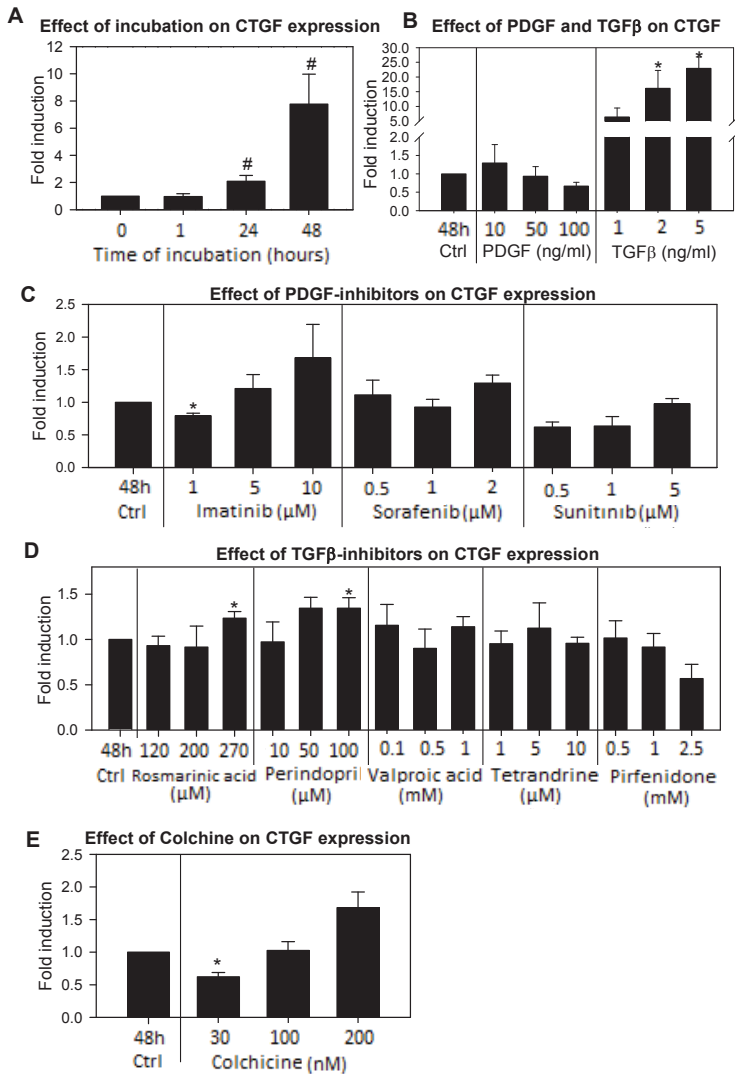 A
Effect of incubation on CTGF expression
Fold induction
12
10
8
6
4
2
0
#
#
0 1 24 48
Time of incubation (hours)
B
Effect of PDGF and TGFβ on CTGF
Fold induction
30.0
25.0
20.0
15.0
10.0
5.0
2.0
1.5
1.0
0.5
0.0
* *
48h 10 50 100 1 2 5
Ctrl PDGF (ng/ml) TGFβ (ng/ml)
C
Effect of PDGF-inhibitors on CTGF expression
Fold induction
2.5
2.0
1.5
1.0
0.5
0.0
*
48h 1 5 10 0.5 1 2 0.5 1 5
Ctrl Imatinib (μM) Sorafenib (μM) Sunitinib (μM)
D
Effect of TGFβ-inhibitors on CTGF expression
Fold induction
1.5
1.0
0.5
0.0
* *
48h 120 200 270 10 50 100 0.1 0.5 1 1 5 10 0.5 1 2.5
Ctrl Rosmarinic acid Perindopril Valproic acid Tetrandrine Pirfenidone
(μM) (μM) (mM) (μM) (mM)
E
Effect of Colchine on CTGF expression
Fold induction
2.5
2.0
1.5
1.0
0.5
0.0
*
48h 30 100 200
Ctrl Colchicine (nM)